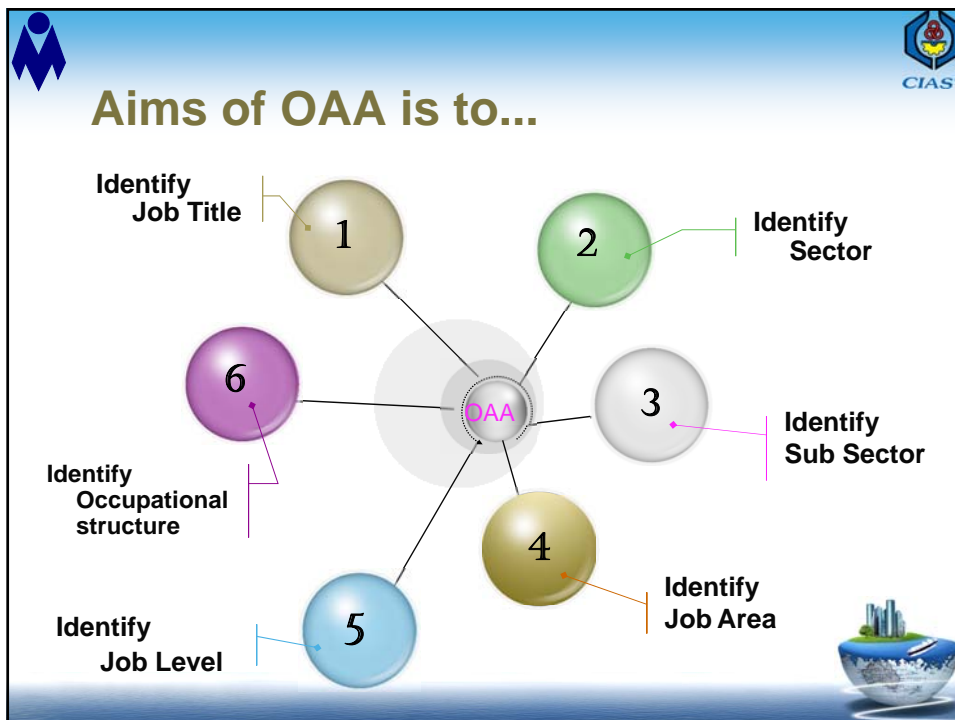 CIAST
Aims of OAA is to...
Identify
Job Title
1
2
Identify
Sector
6
OAA
3
Identify
Sub Sector
Identify
Occupational
structure
4
Identify
Job Area
5
Identify
Job Level